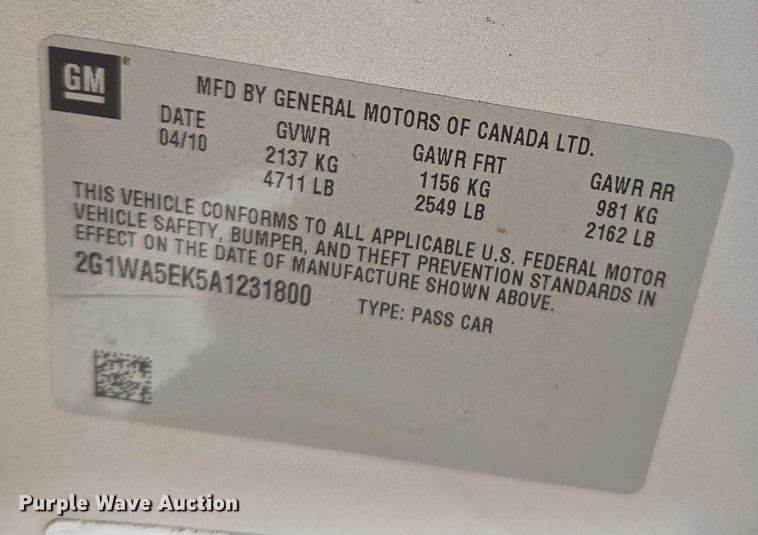 GM®
MFD BY GENERAL MOTORS OF CANADA LTD.
DATE GVWR GAWR FRT GAWR RR
04/10 2137 KG 1156 KG 981 KG
4711 LB 2549 LB 2162 LB
THIS VEHICLE CONFORMS TO ALL APPLICABLE U.S. FEDERAL MOTOR
VEHICLE SAFETY, BUMPER, AND THEFT PREVENTION STANDARDS IN
EFFECT ON THE DATE OF MANUFACTURE SHOWN ABOVE.
2G1WA5EK5A1231800 TYPE: PASS CAR
Purple Wave Auction